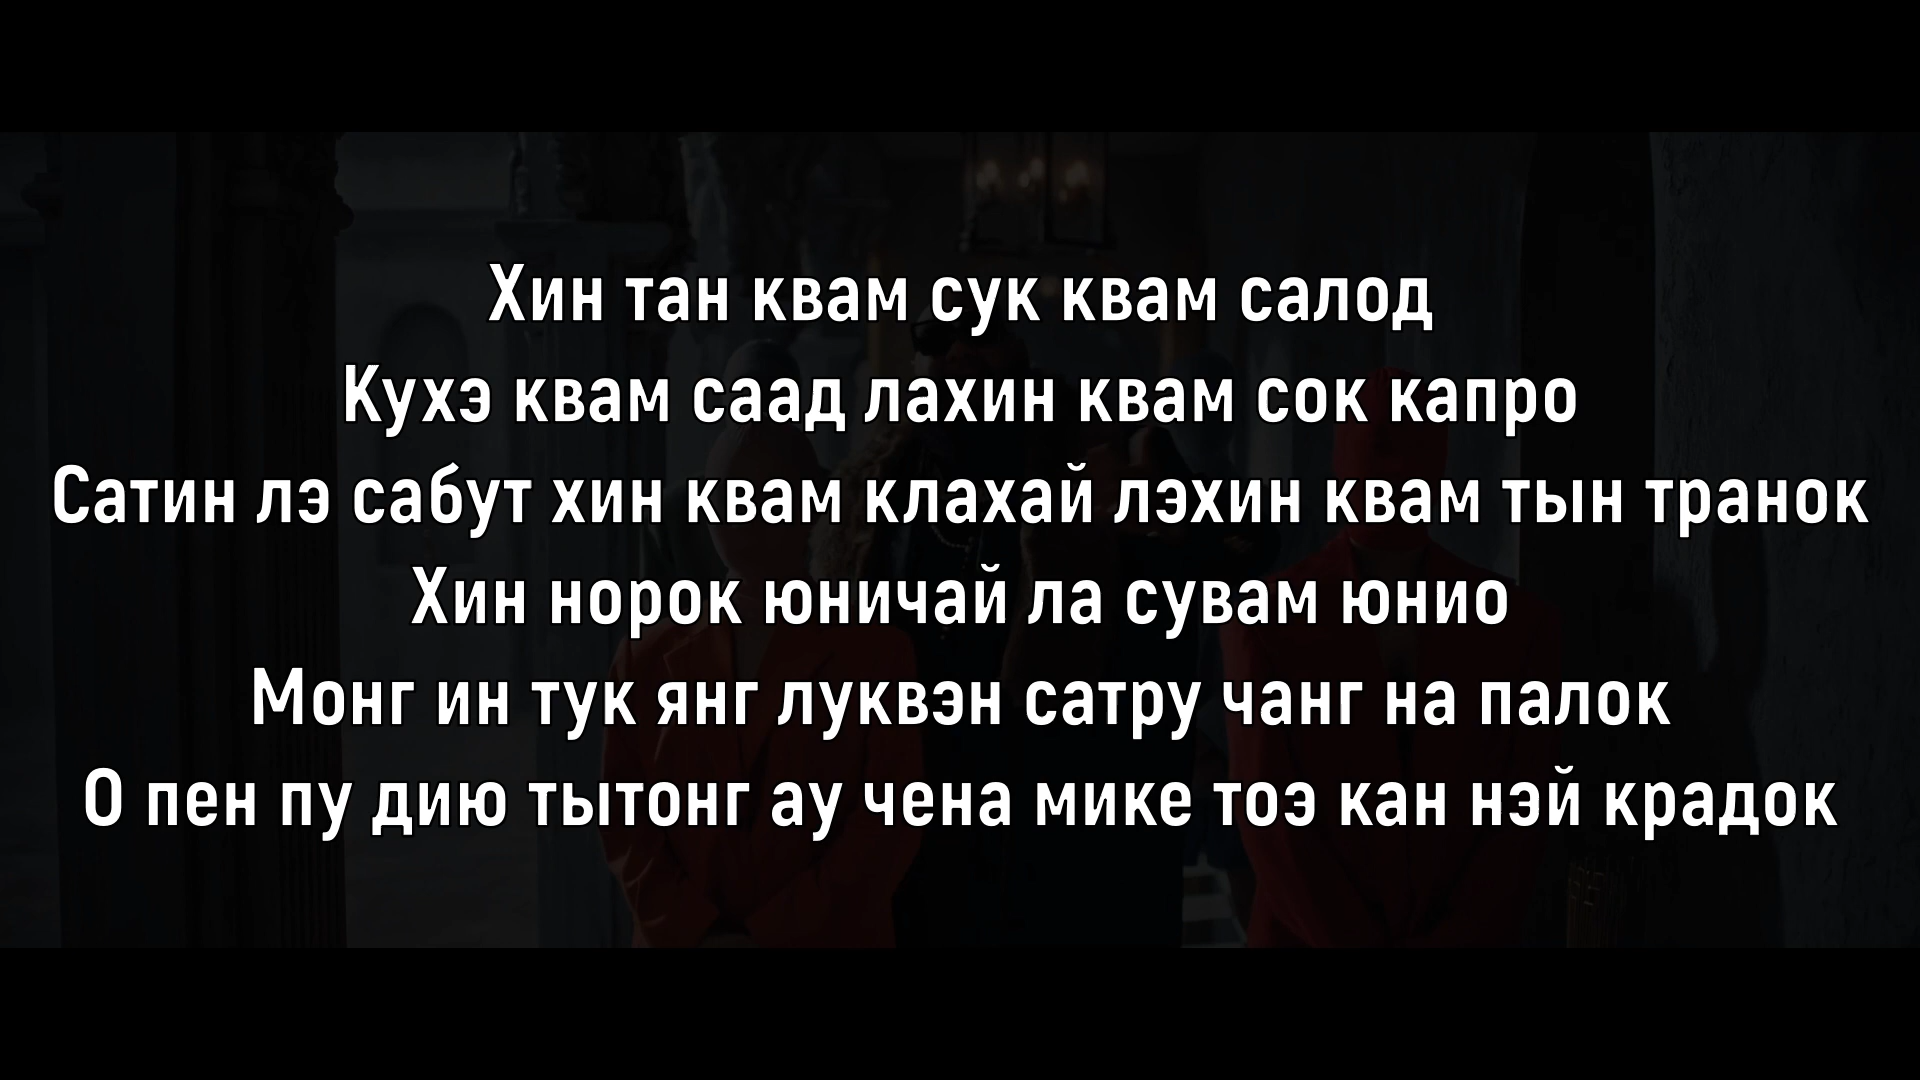 Хин тан квам сук квам салод
Кухэ квам саад лахин квам сок капро
Сатин лэ сабут хин квам клахай лэхин квам тын транок
Хин норок юничай ла сувам юнио
Монг ин тук янг луквэн сатру чанг на палок
О пен пу дию тытонг ау чена мике тоэ кан нэй крадок